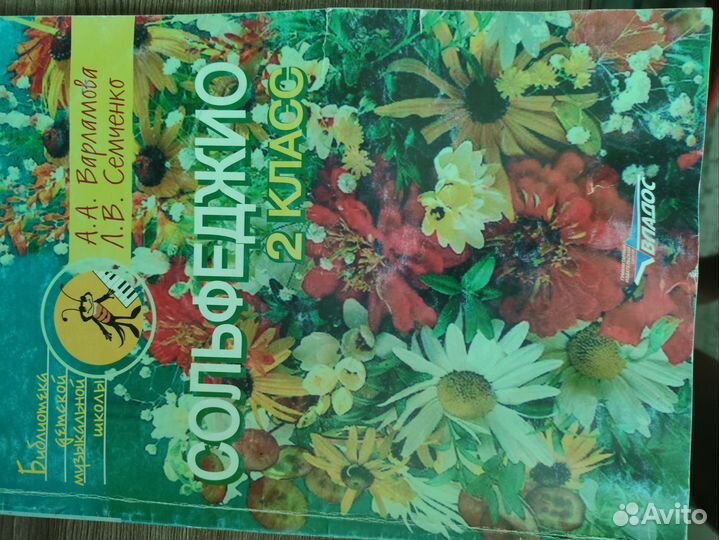 Библиотека
детской
музыкальной
школы
А.А. Варламова
Л.В. Семченко
СОЛЬФЕДЖИО
2 КЛАСС
ВЛАДОС
Avito